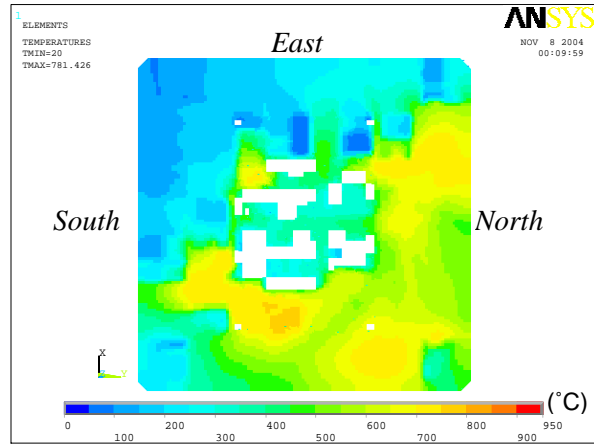 1
ELEMENTS
ANSYS
TEMPERATURES
TMIN=20
TMAX=781.426
NOV 8 2004
00:09:59
East
South
North
X
Z Y
(°C)
0 200 400 600 800 950
100 300 500 700 900